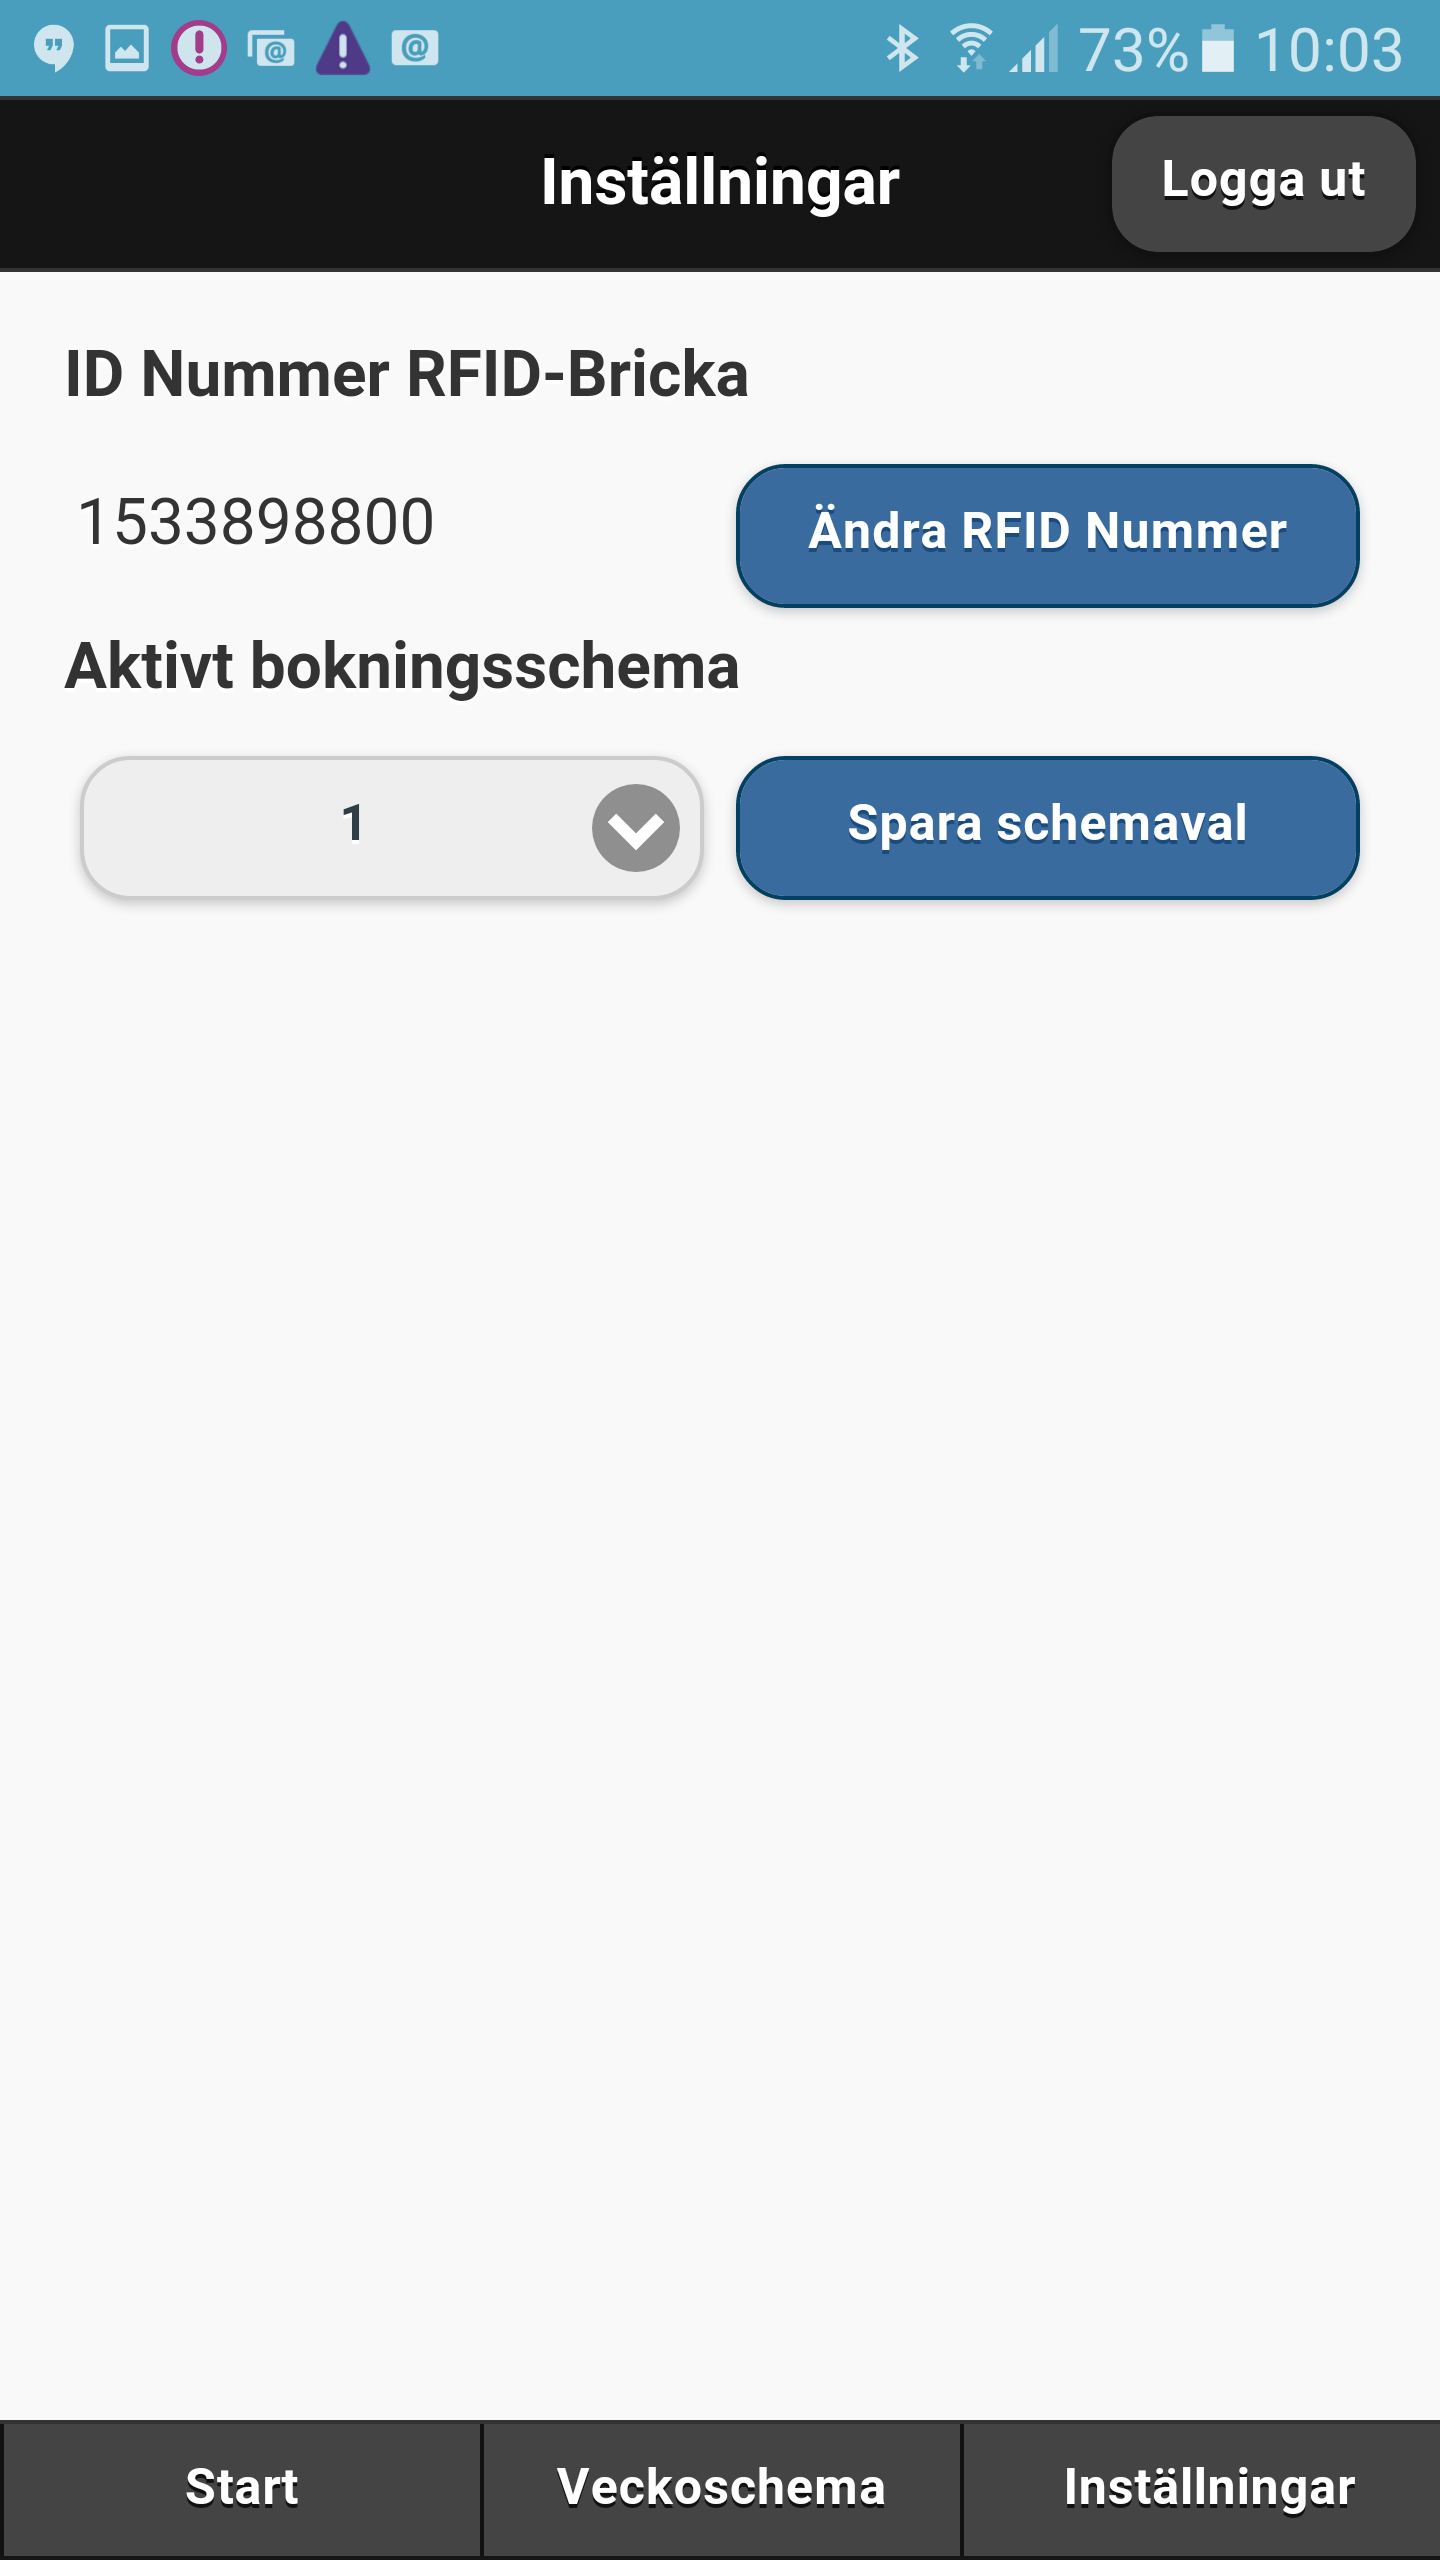 73% 10:03
Inställningar
Logga ut
ID Nummer RFID-Bricka
1533898800
Ändra RFID Nummer
Aktivt bokningsschema
1
Spara schemaval
Start
Veckoschema
Inställningar